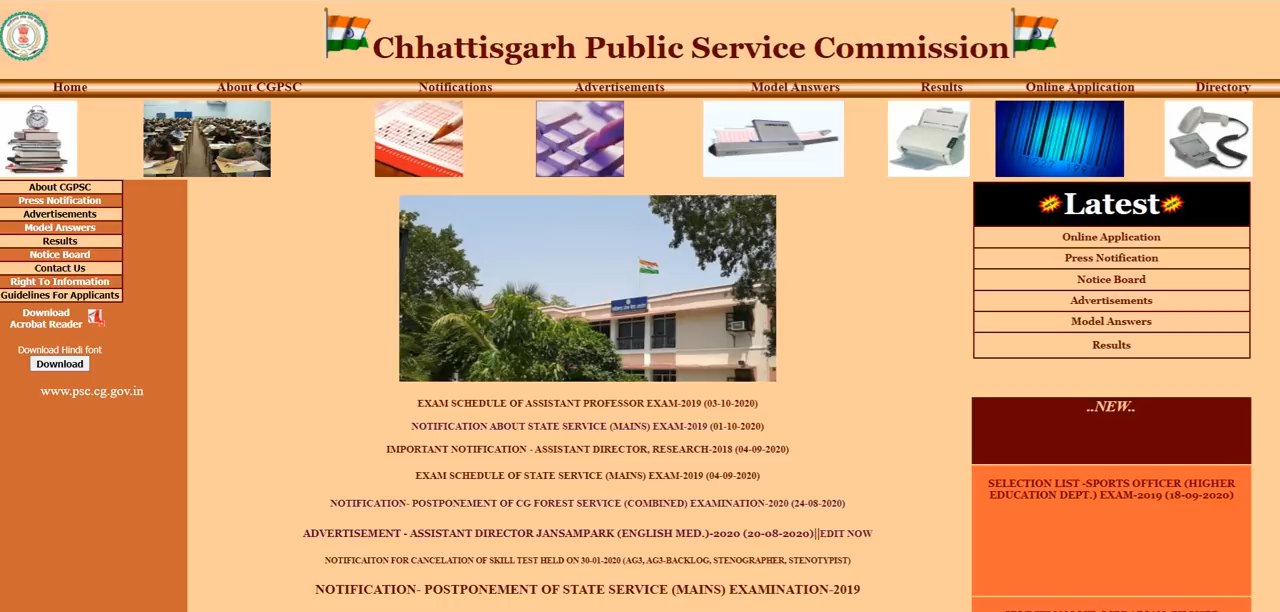 Chhattisgarh Public Service Commission
Home About CGPSC Notifications Advertisements Model Answers Results Online Application Directory
About CGPSC
Press Notification
Advertisements
Model Answers
Results
Notice Board
Contact Us
Right To Information
Guidelines For Applicants
Download
Acrobat Reader
Download Hindi font
Download
www.psc.cg.gov.in
EXAM SCHEDULE OF ASSISTANT PROFESSOR EXAM-2019 (03-10-2020)
NOTIFICATION ABOUT STATE SERVICE (MAINS) EXAM-2019 (01-10-2020)
IMPORTANT NOTIFICATION - ASSISTANT DIRECTOR, RESEARCH-2018 (04-09-2020)
EXAM SCHEDULE OF STATE SERVICE (MAINS) EXAM-2019 (04-09-2020)
NOTIFICATION- POSTPONEMENT OF CG FOREST SERVICE (COMBINED) EXAMINATION-2020 (24-08-2020)
ADVERTISEMENT - ASSISTANT DIRECTOR JANSAMPARK (ENGLISH MED.)-2020 (20-08-2020)||EDIT NOW
NOTIFICAITON FOR CANCELATION OF SKILL TEST HELD ON 30-01-2020 (AG3, AG3-BACKLOG, STENOGRAPHER, STENOTYPIST)
NOTIFICATION- POSTPONEMENT OF STATE SERVICE (MAINS) EXAMINATION-2019
Latest
Online Application
Press Notification
Notice Board
Advertisements
Model Answers
Results
..NEW..
SELECTION LIST -SPORTS OFFICER (HIGHER
EDUCATION DEPT.) EXAM-2019 (18-09-2020)